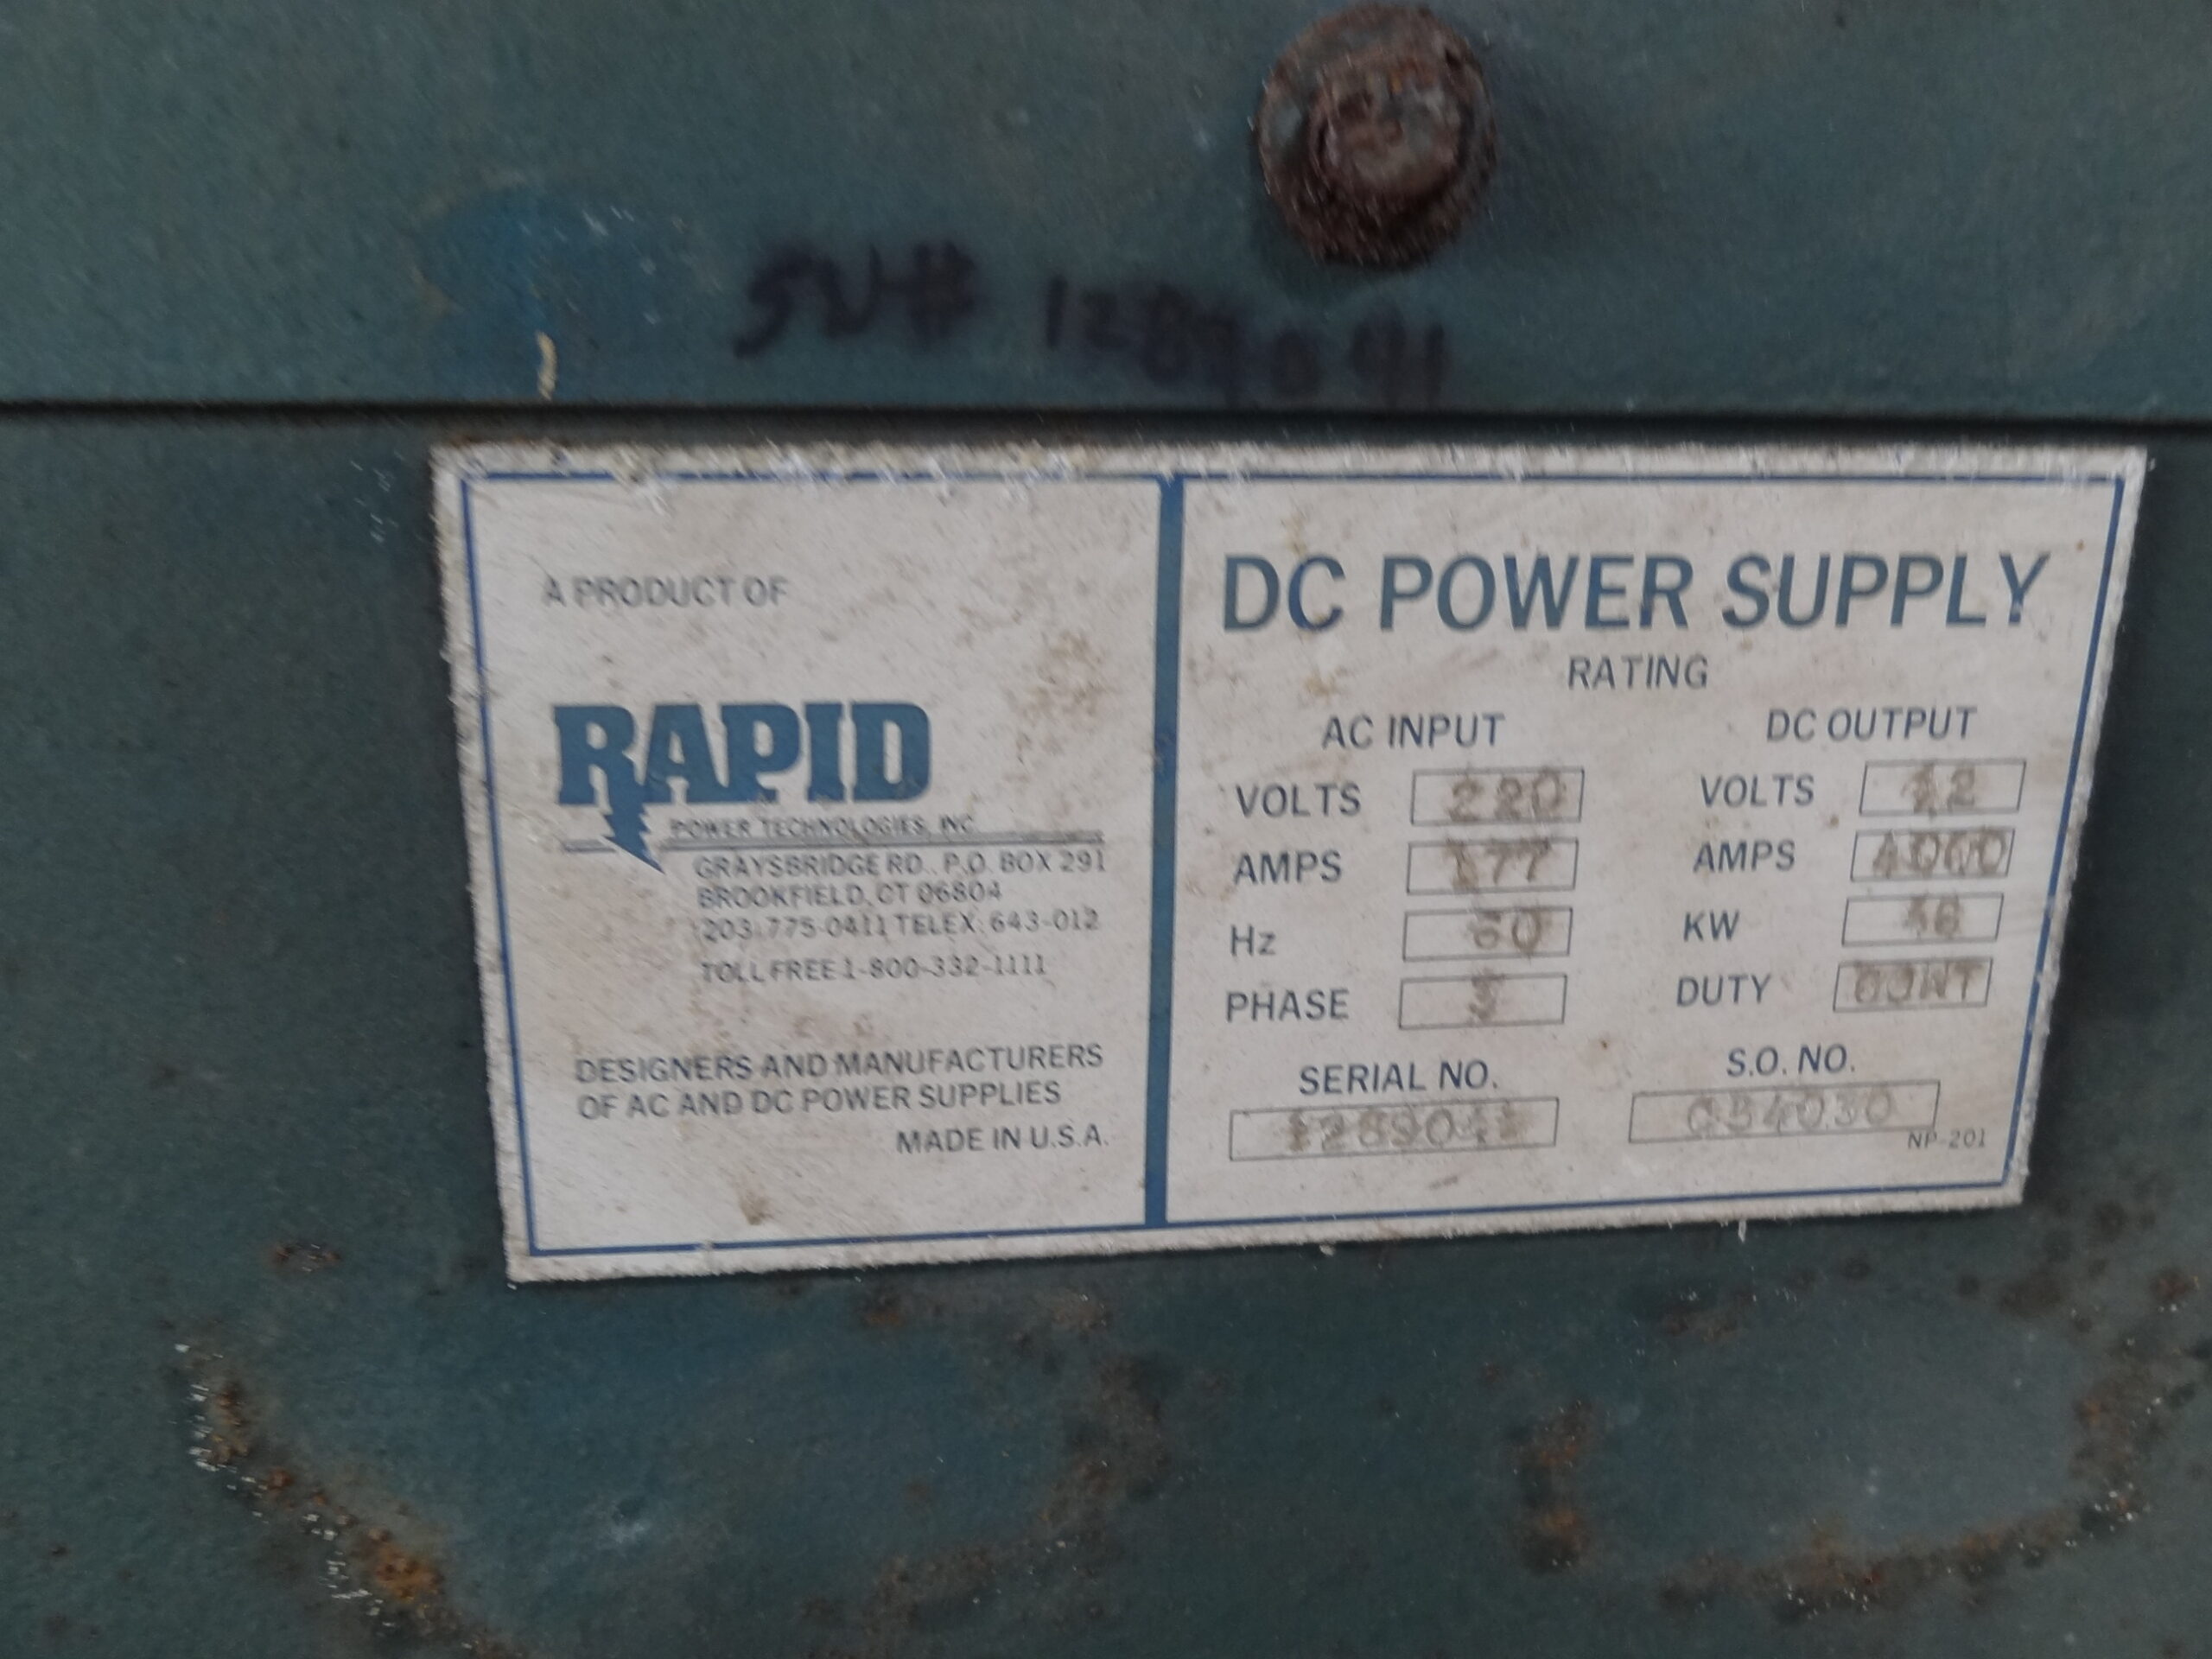 SN# 1289041
A PRODUCT OF
RAPID
POWER TECHNOLOGIES, INC.
GRAYSBRIDGE RD., P.O. BOX 291
BROOKFIELD, CT 06804
203-775-0411 TELEX: 643-012
TOLL FREE 1-800-332-1111
DESIGNERS AND MANUFACTURERS
OF AC AND DC POWER SUPPLIES
MADE IN U.S.A.
DC POWER SUPPLY
RATING
AC INPUT DC OUTPUT
VOLTS 220 VOLTS 12
AMPS 177 AMPS 4000
Hz 60 KW
PHASE 3 DUTY CONT
SERIAL NO. S.O. NO.
1289041
NP-201